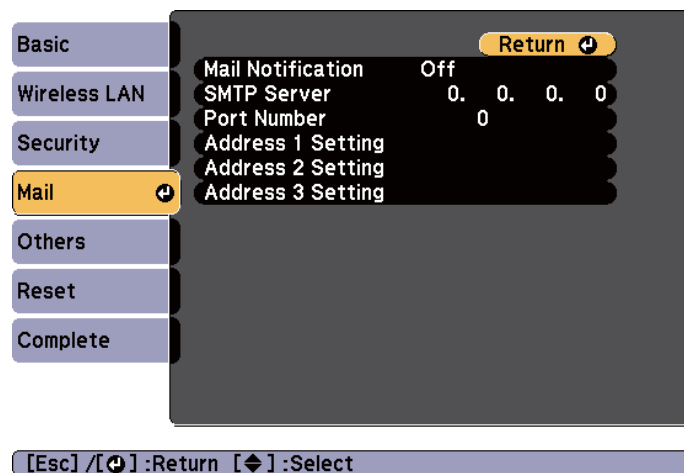 Basic
Wireless LAN
Security
Mail
Others
Reset
Complete
Return
Mail Notification Off
SMTP Server 0. 0. 0. 0
Port Number 0
Address 1 Setting
Address 2 Setting
Address 3 Setting
[Esc] /[⏎] :Return [◆] :Select